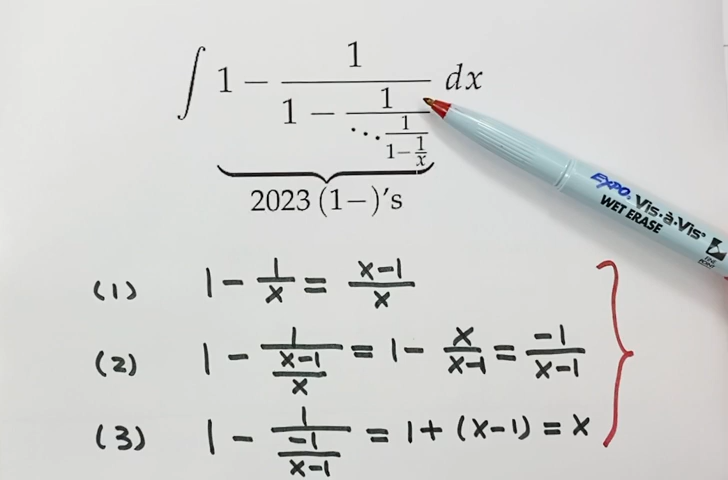 ∫ 1 − 1/(1 − 1/(⋱ 1/(1−1/x))) dx
2023 (1−)'s
(1) 1 − 1/x = (x−1)/x
(2) 1 − 1/((x−1)/x) = 1 − x/(x−1) = −1/(x−1)
(3) 1 − 1/(−1/(x−1)) = 1 + (x−1) = x
EXPO. Vis·à·Vis®
WET ERASE